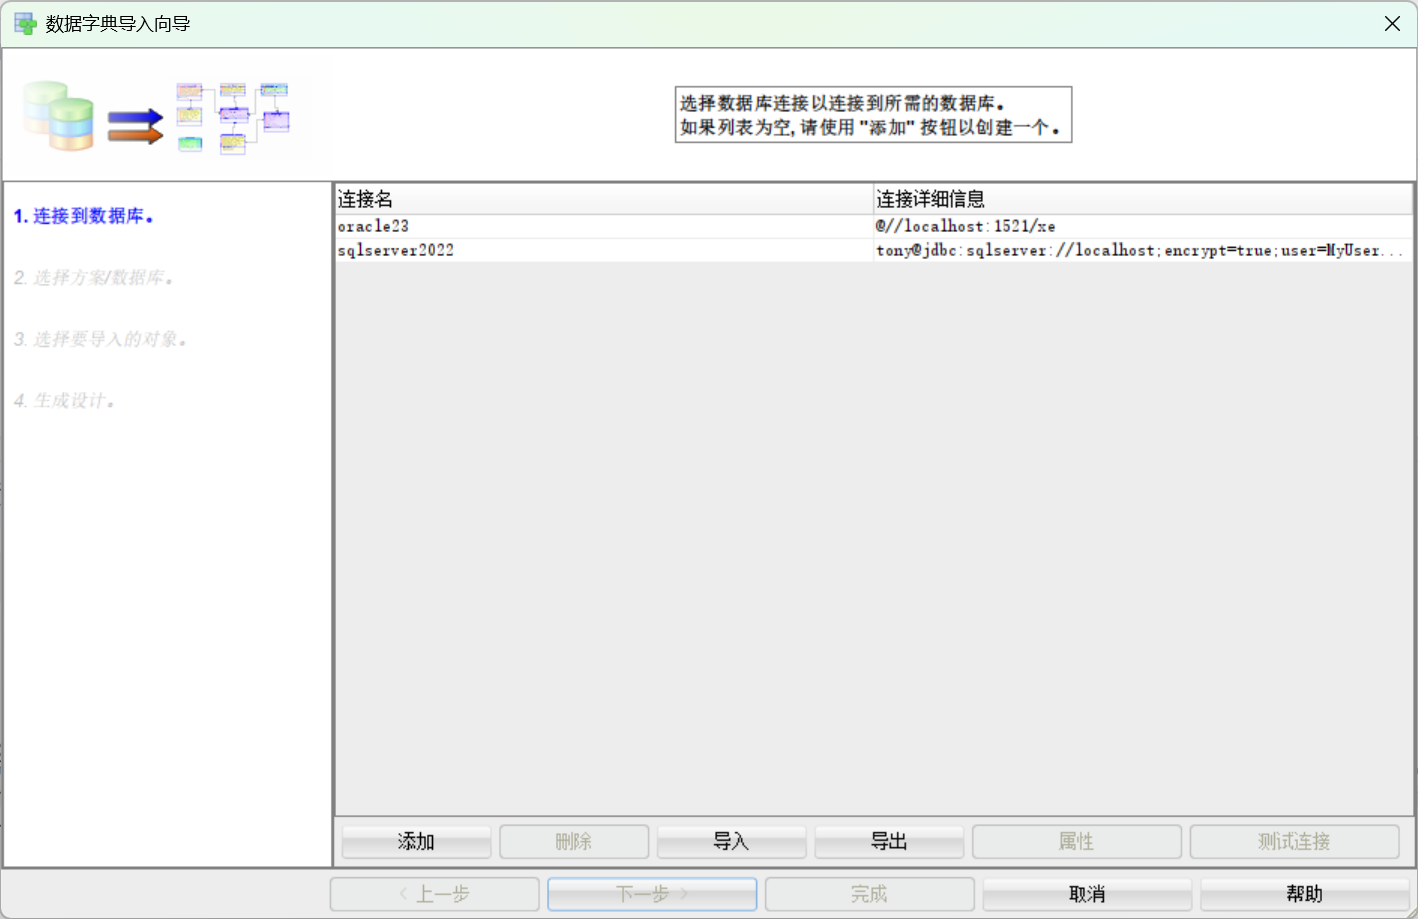 数据字典导入向导
选择数据库连接以连接到所需的数据库。
如果列表为空,请使用"添加"按钮以创建一个。
1. 连接到数据库。
2. 选择方案/数据库。
3. 选择要导入的对象。
4. 生成设计。
连接名 连接详细信息
oracle23 @//localhost:1521/xe
sqlserver2022 tony@jdbc:sqlserver://localhost;encrypt=true;user=MyUser...
添加 删除 导入 导出 属性 测试连接
< 上一步 下一步 > 完成 取消 帮助